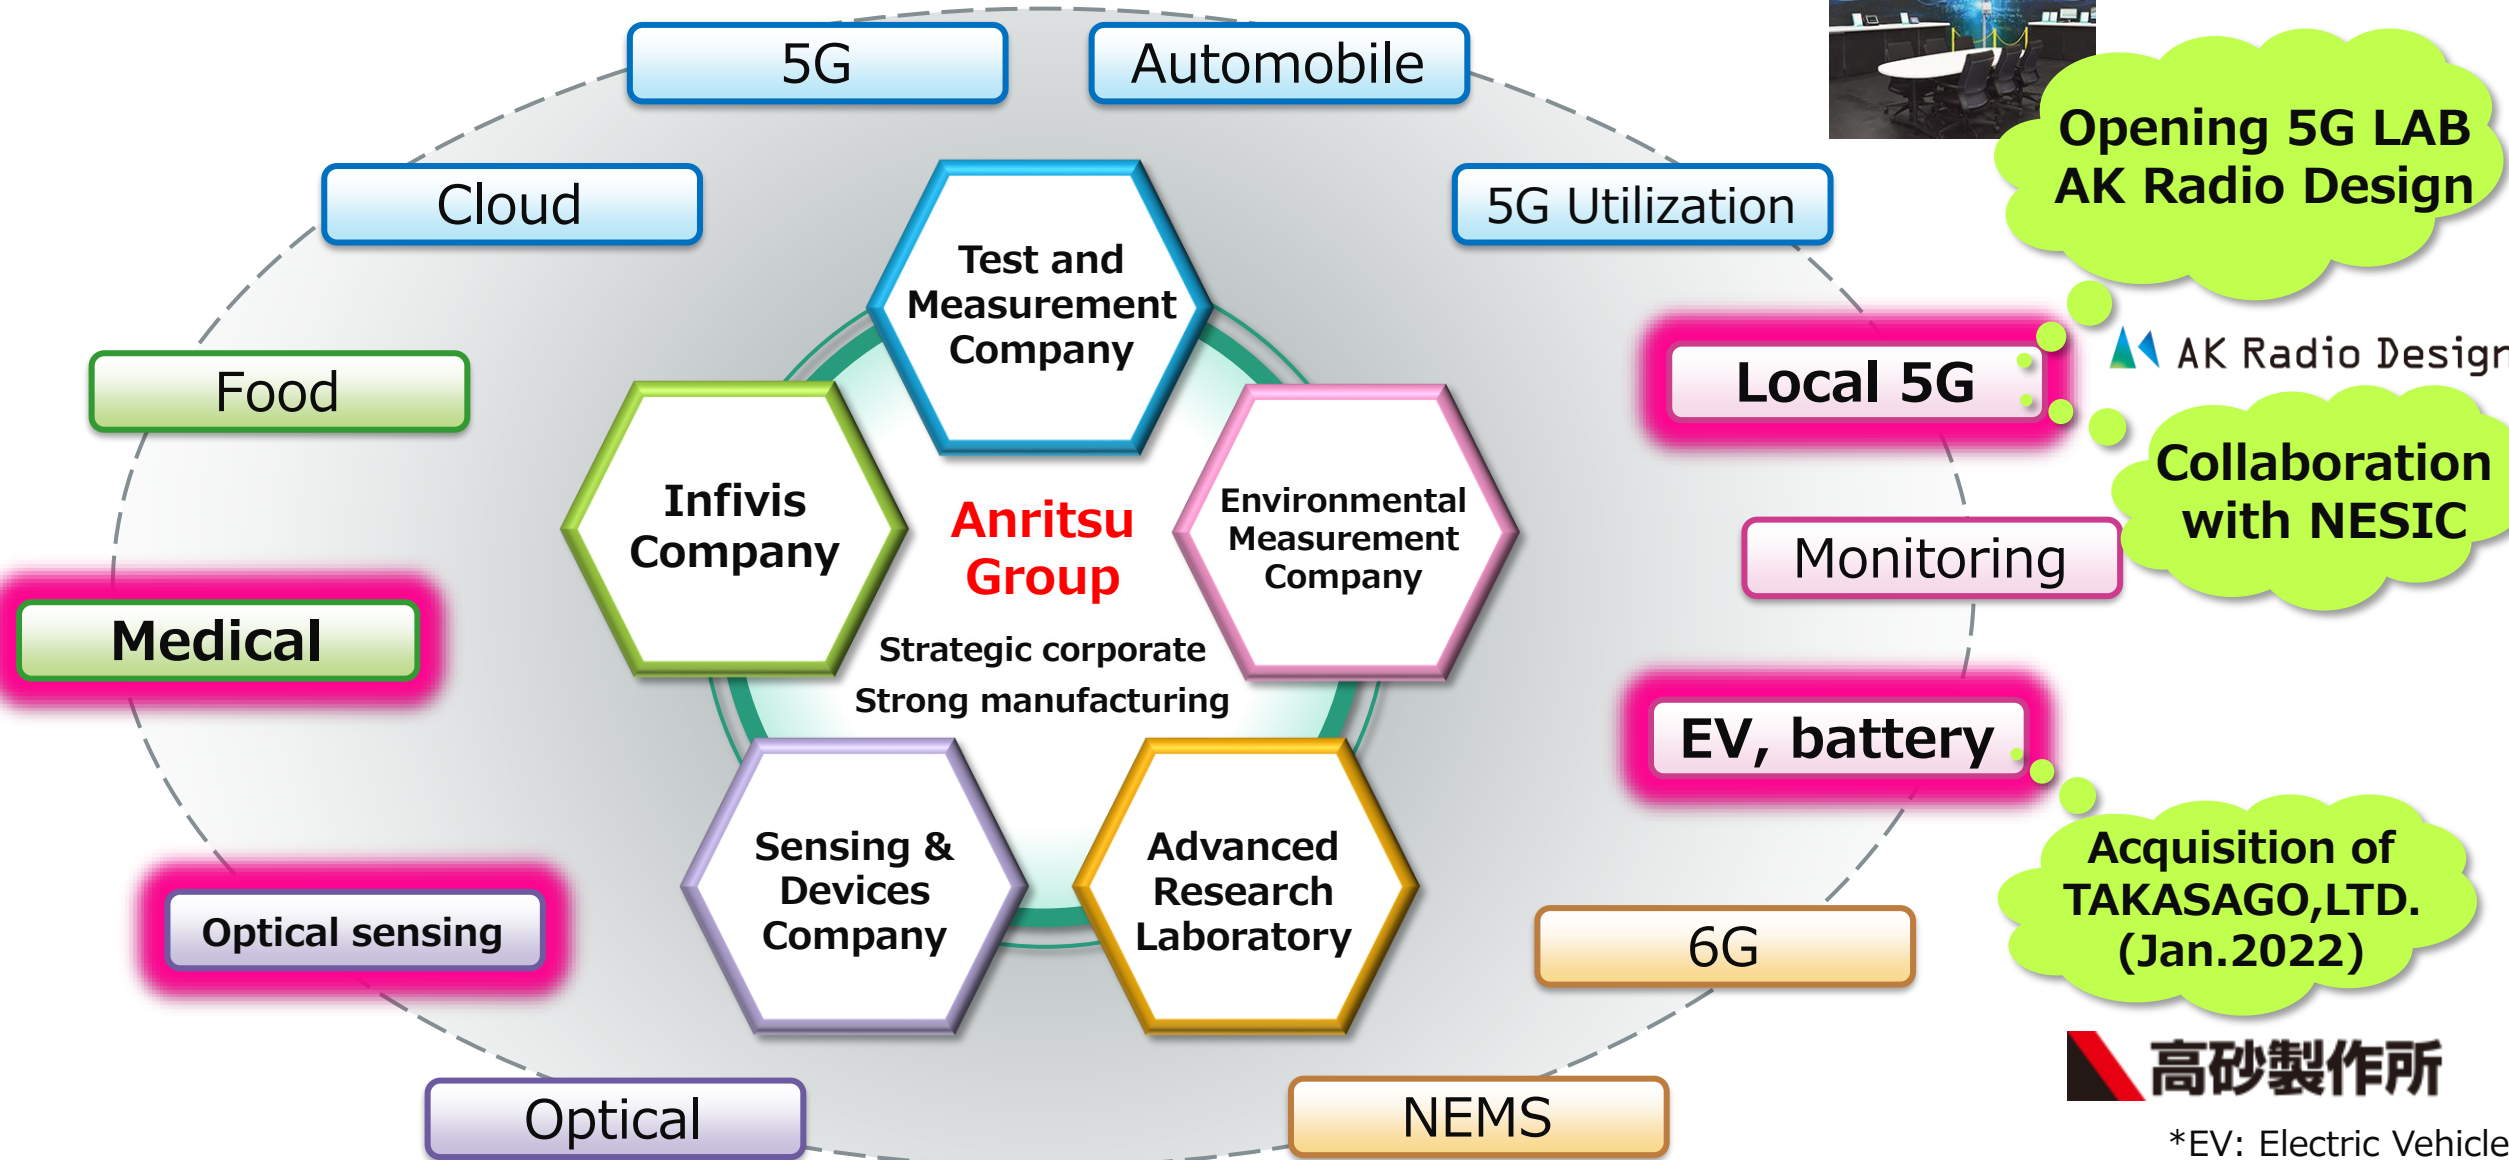 5G
Automobile
Cloud
5G Utilization
Opening 5G LAB
AK Radio Design
Test and
Measurement
Company
AK Radio Design
Food
Local 5G
Infivis
Company
Anritsu
Group
Environmental
Measurement
Company
Collaboration
with NESIC
Monitoring
Medical
Strategic corporate
Strong manufacturing
EV, battery
Sensing &
Devices
Company
Advanced
Research
Laboratory
Acquisition of
TAKASAGO,LTD.
(Jan.2022)
Optical sensing
6G
高砂製作所
Optical
NEMS
*EV: Electric Vehicle